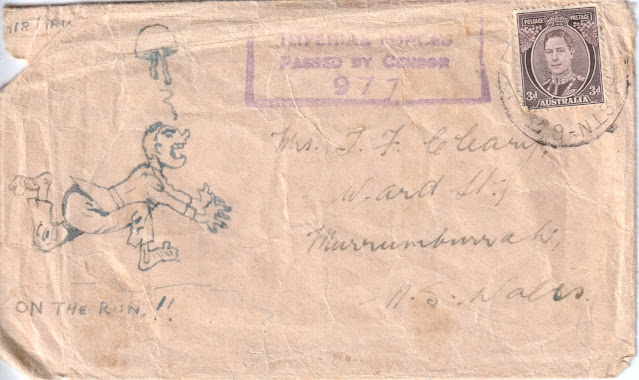 AIR MAIL
IMPERIAL FORCES
PASSED BY CENSOR
977
POSTAGE POSTAGE
3d 3d
AUSTRALIA
Mrs. T. F. Cleary,
Ward St,
Murrumburrah,
N. S. Wales.
ON THE RUN.!!